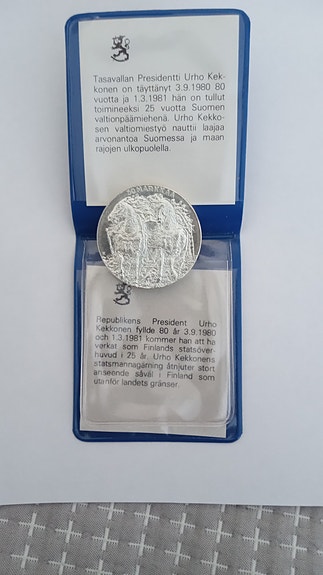 Tasavallan Presidentti Urho Kek-
konen on täyttänyt 3.9.1980 80
vuotta ja 1.3.1981 hän on tullut
toimineeksi 25 vuotta Suomen
valtionpäämiehenä. Urho Kekko-
sen valtiomiestyö nauttii laajaa
arvonantoa Suomessa ja maan
rajojen ulkopuolella.
50 MARKKAA
Republikens President Urho
Kekkonen fyllde 80 år 3.9.1980
och 1.3.1981 kommer han att ha
verkat som Finlands statsöver-
huvud i 25 år. Urho Kekkonens
statsmannagärning åtnjuter stort
anseende såväl i Finland som
utanför landets gränser.